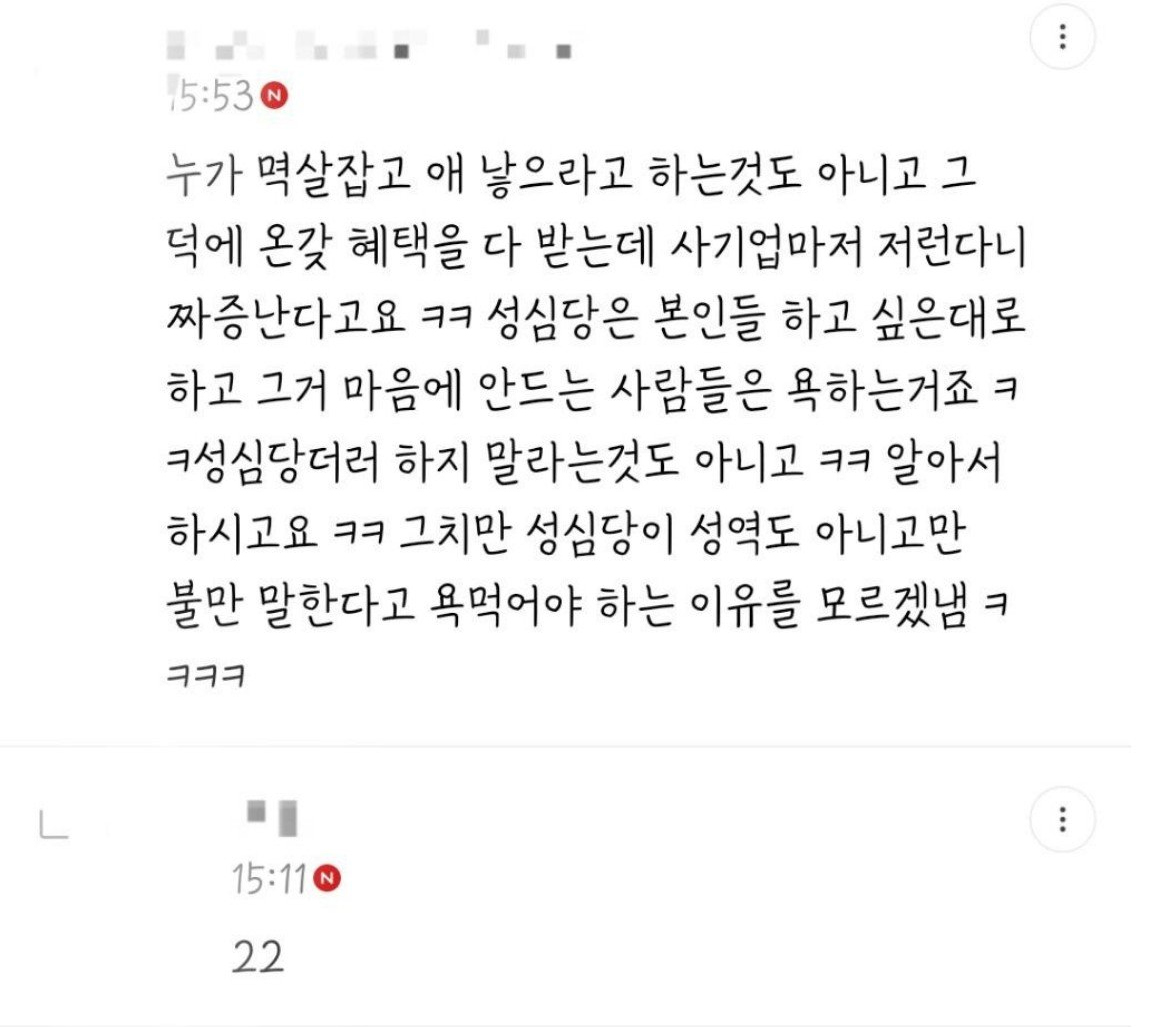 15:53 N
누가 멱살잡고 애 낳으라고 하는것도 아니고 그
덕에 온갖 혜택을 다 받는데 사기업마저 저런다니
짜증난다고요 ㅋㅋ 성심당은 본인들 하고 싶은대로
하고 그거 마음에 안드는 사람들은 욕하는거죠 ㅋ
ㅋ성심당더러 하지 말라는것도 아니고 ㅋㅋ 알아서
하시고요 ㅋㅋ 그치만 성심당이 성역도 아니고만
불만 말한다고 욕먹어야 하는 이유를 모르겠냄 ㅋ
ㅋㅋㅋ
15:11 N
22